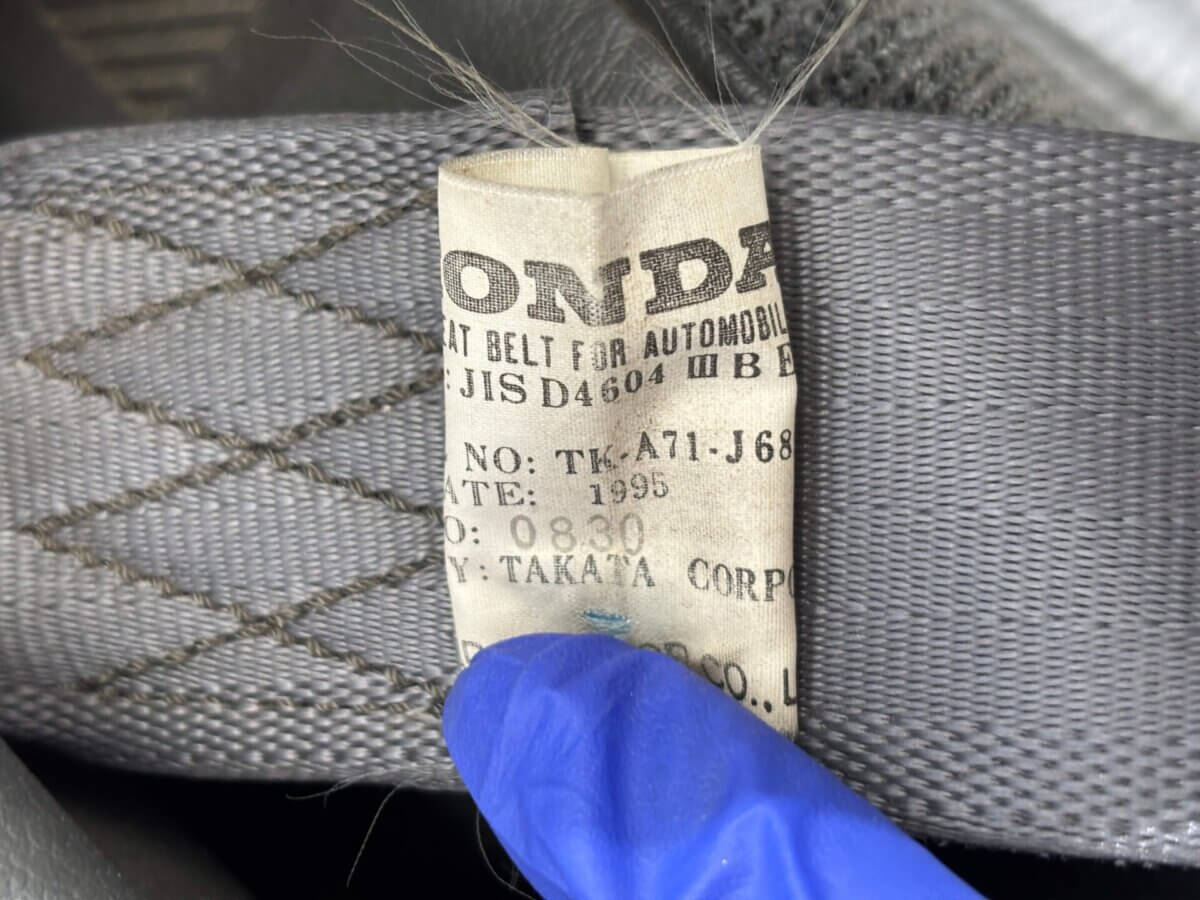 ONDA
EAT BELT FOR AUTOMOBIL
: JIS D4604 III B E
NO: TK-A71-J68
ATE: 1995
O: 0830
Y: TAKATA CORPO
CO., L